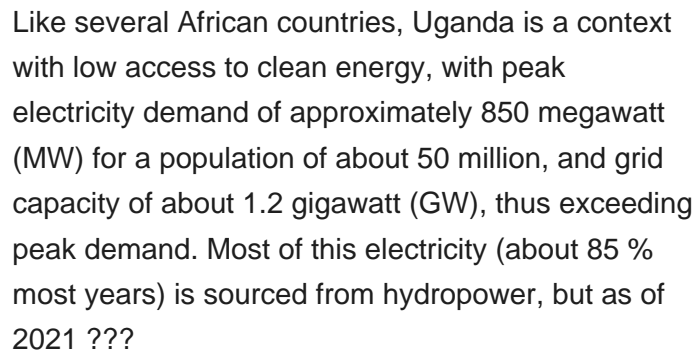 Like several African countries, Uganda is a context
with low access to clean energy, with peak
electricity demand of approximately 850 megawatt
(MW) for a population of about 50 million, and grid
capacity of about 1.2 gigawatt (GW), thus exceeding
peak demand. Most of this electricity (about 85 %
most years) is sourced from hydropower, but as of
2021 ???